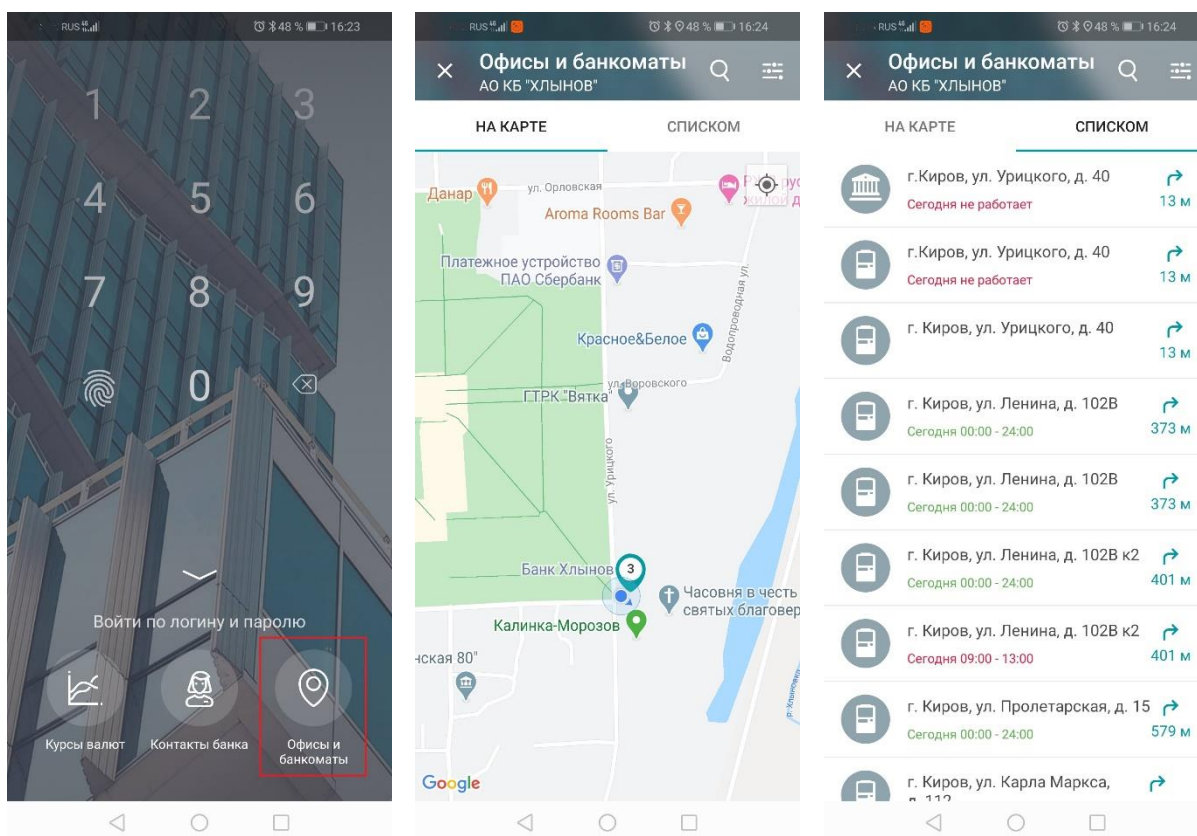 RUS 48 % 16:23
1 2 3
4 5 6
7 8 9
0
Войти по логину и паролю
Курсы валют
Контакты банка
Офисы и
банкоматы
RUS 48 % 16:24
Офисы и банкоматы
АО КБ "ХЛЫНОВ"
НА КАРТЕ СПИСКОМ
ул. Орловская
Данар
Aroma Rooms Bar
Платежное устройство
ПАО Сбербанк
Водопроводная ул.
Красное&Белое
ул. Воровского
ГТРК "Вятка"
ул. Урицкого
Банк Хлынов 3
Часовня в честь
святых благовер
Калинка-Морозов
нская 80"
р. Хлыновка
Google
RUS 48 % 16:24
Офисы и банкоматы
АО КБ "ХЛЫНОВ"
НА КАРТЕ СПИСКОМ
г.Киров, ул. Урицкого, д. 40
Сегодня не работает 13 м
г.Киров, ул. Урицкого, д. 40
Сегодня не работает 13 м
г. Киров, ул. Урицкого, д. 40
13 м
г. Киров, ул. Ленина, д. 102В
Сегодня 00:00 - 24:00 373 м
г. Киров, ул. Ленина, д. 102В
Сегодня 00:00 - 24:00 373 м
г. Киров, ул. Ленина, д. 102В к2
Сегодня 00:00 - 24:00 401 м
г. Киров, ул. Ленина, д. 102В к2
Сегодня 09:00 - 13:00 401 м
г. Киров, ул. Пролетарская, д. 15
Сегодня 00:00 - 24:00 579 м
г. Киров, ул. Карла Маркса,
д. 112